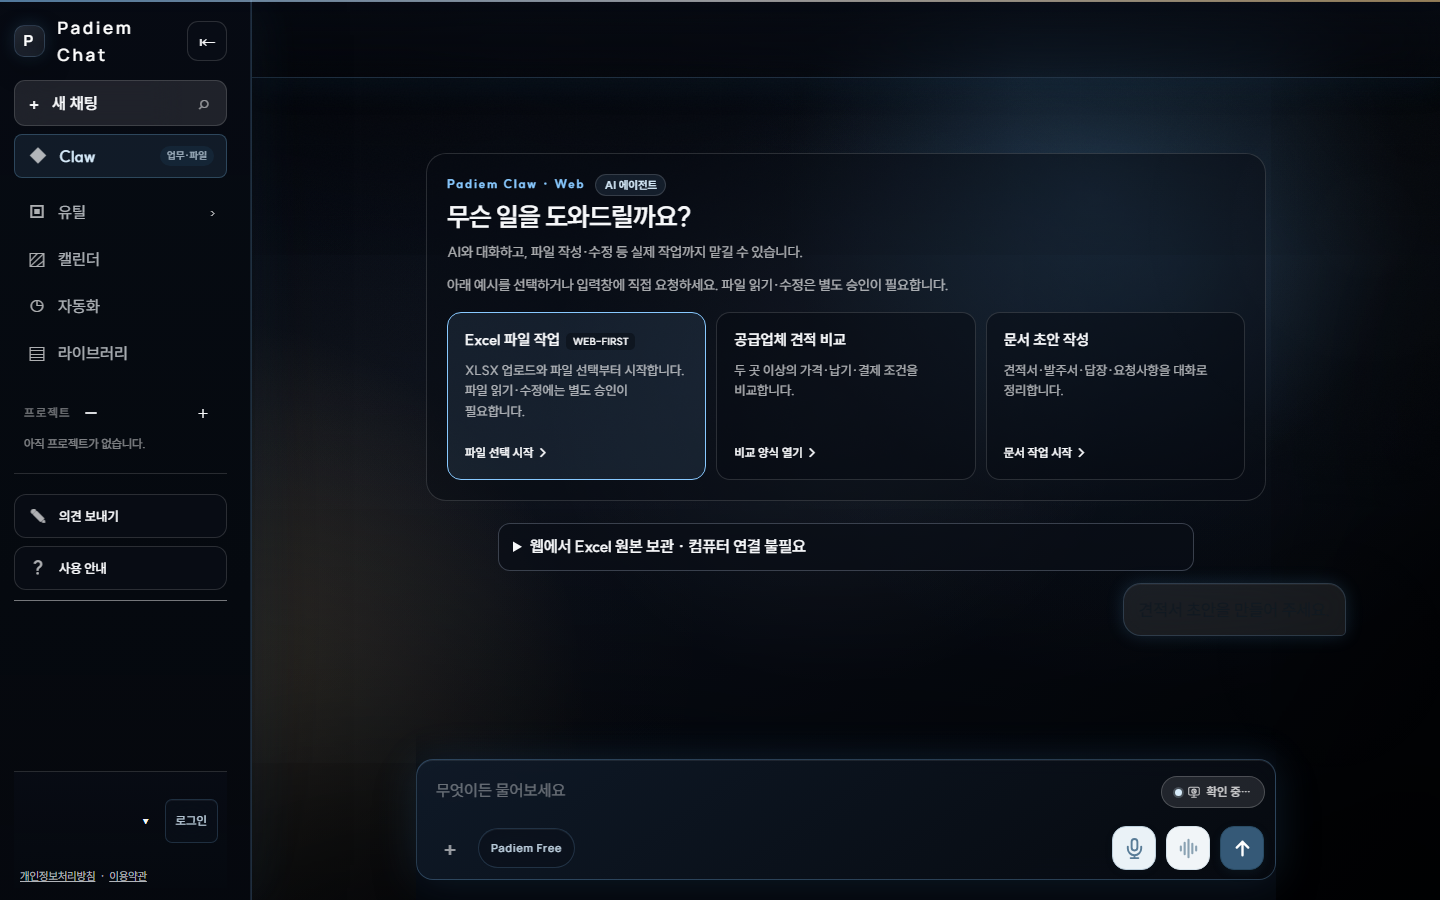 P
Padiem
Chat
+ 새 채팅
Claw 업무·파일
유틸
캘린더
자동화
라이브러리
프로젝트
아직 프로젝트가 없습니다.
의견 보내기
? 사용 안내
로그인
개인정보처리방침 · 이용약관
Padiem Claw · Web AI 에이전트
무슨 일을 도와드릴까요?
AI와 대화하고, 파일 작성·수정 등 실제 작업까지 맡길 수 있습니다.
아래 예시를 선택하거나 입력창에 직접 요청하세요. 파일 읽기·수정은 별도 승인이 필요합니다.
Excel 파일 작업 WEB-FIRST
XLSX 업로드와 파일 선택부터 시작합니다.
파일 읽기·수정에는 별도 승인이
필요합니다.
파일 선택 시작
공급업체 견적 비교
두 곳 이상의 가격·납기·결제 조건을
비교합니다.
비교 양식 열기
문서 초안 작성
견적서·발주서·답장·요청사항을 대화로
정리합니다.
문서 작업 시작
웹에서 Excel 원본 보관 · 컴퓨터 연결 불필요
견적서 초안을
무엇이든 물어보세요
확인 중...
+ Padiem Free